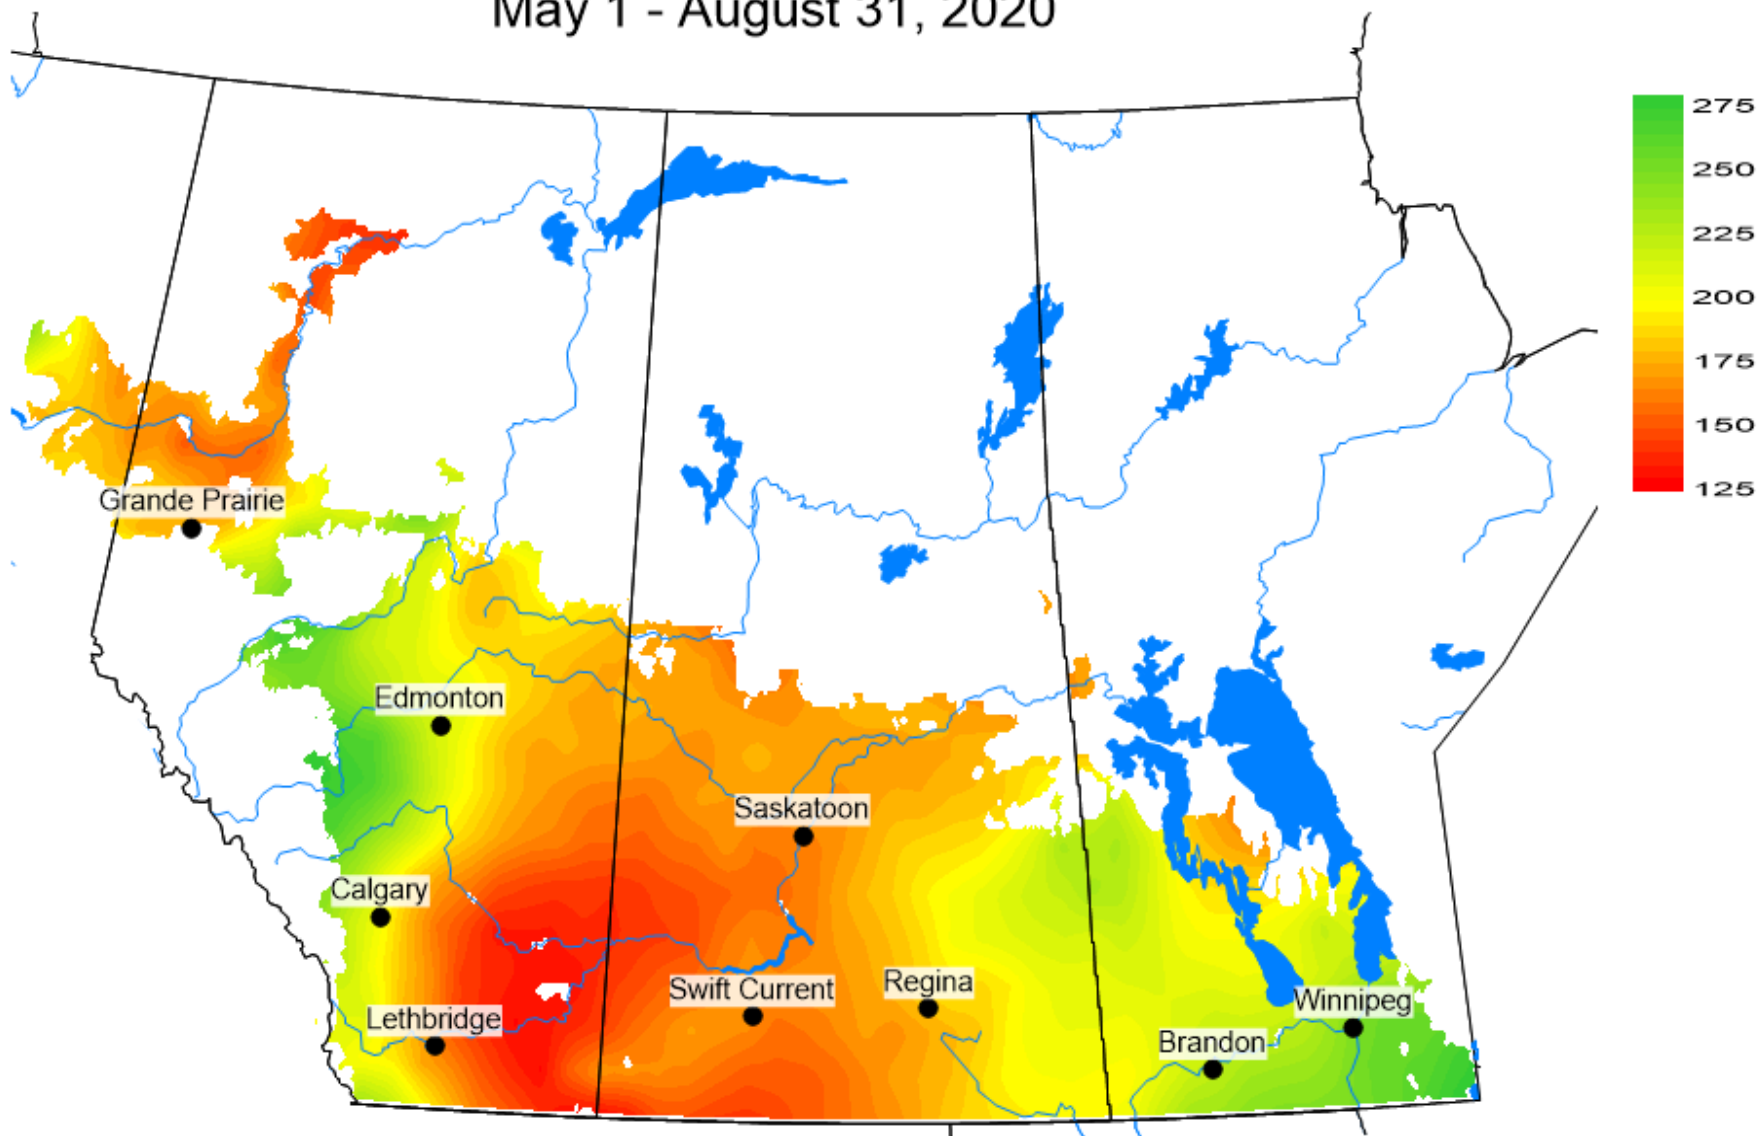 May 1 - August 31, 2020
275
250
225
200
175
150
125
Grande Prairie
Edmonton
Saskatoon
Calgary
Swift Current
Regina
Lethbridge
Winnipeg
Brandon